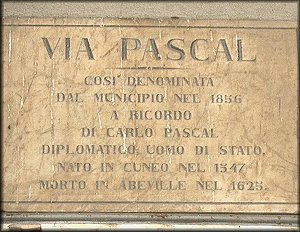 VIA PASCAL
COSI' DENOMINATA
DAL MUNICIPIO NEL 1856
A RICORDO
DI CARLO PASCAL
DIPLOMATICO, UOMO DI STATO.
NATO IN CUNEO NEL 1547
MORTO IN ABEVILLE NEL 1625.